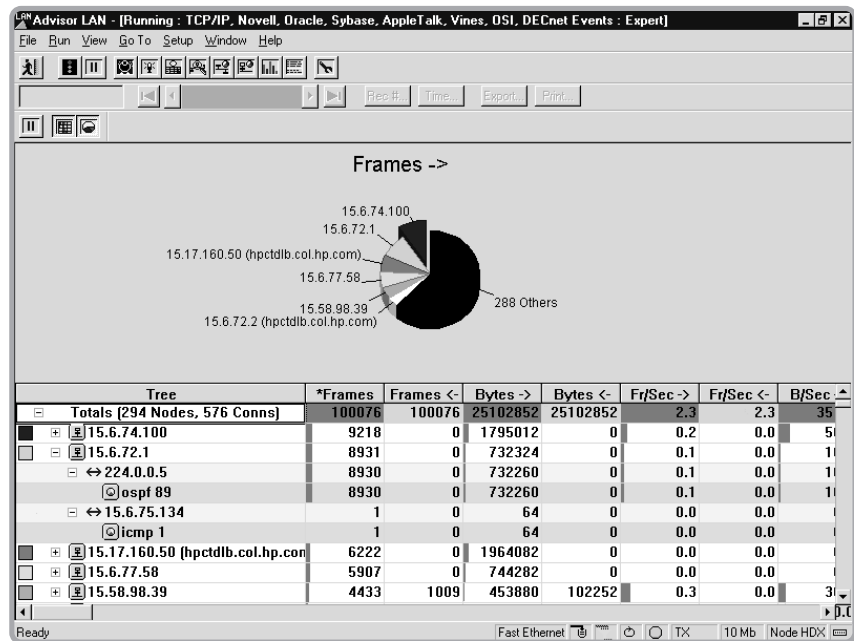 LAN Advisor LAN - [Running : TCP/IP, Novell, Oracle, Sybase, AppleTalk, Vines, OSI, DECnet Events : Expert]
File Run View Go To Setup Window Help
Rec #... Time... Export... Print...
Frames ->
15.6.74.100
15.6.72.1
15.17.160.50 (hpctdlb.col.hp.com)
15.6.77.58
15.58.98.39
15.6.72.2 (hpctdlb.col.hp.com)
288 Others
Tree *Frames Frames <- Bytes -> Bytes <- Fr/Sec -> Fr/Sec <- B/Sec
Totals (294 Nodes, 576 Conns) 100076 100076 25102852 25102852 2.3 2.3 35
15.6.74.100 9218 0 1795012 0 0.2 0.0 5
15.6.72.1 8931 0 732324 0 0.1 0.0 1
224.0.0.5 8930 0 732260 0 0.1 0.0 1
ospf 89 8930 0 732260 0 0.1 0.0 1
15.6.75.134 1 0 64 0 0.0 0.0
icmp 1 1 0 64 0 0.0 0.0
15.17.160.50 (hpctdlb.col.hp.con 6222 0 1964082 0 0.0 0.0
15.6.77.58 5907 0 744282 0 0.0 0.0
15.58.98.39 4433 1009 453880 102252 0.3 0.0 3
Ready Fast Ethernet TX 10 Mb Node HDX